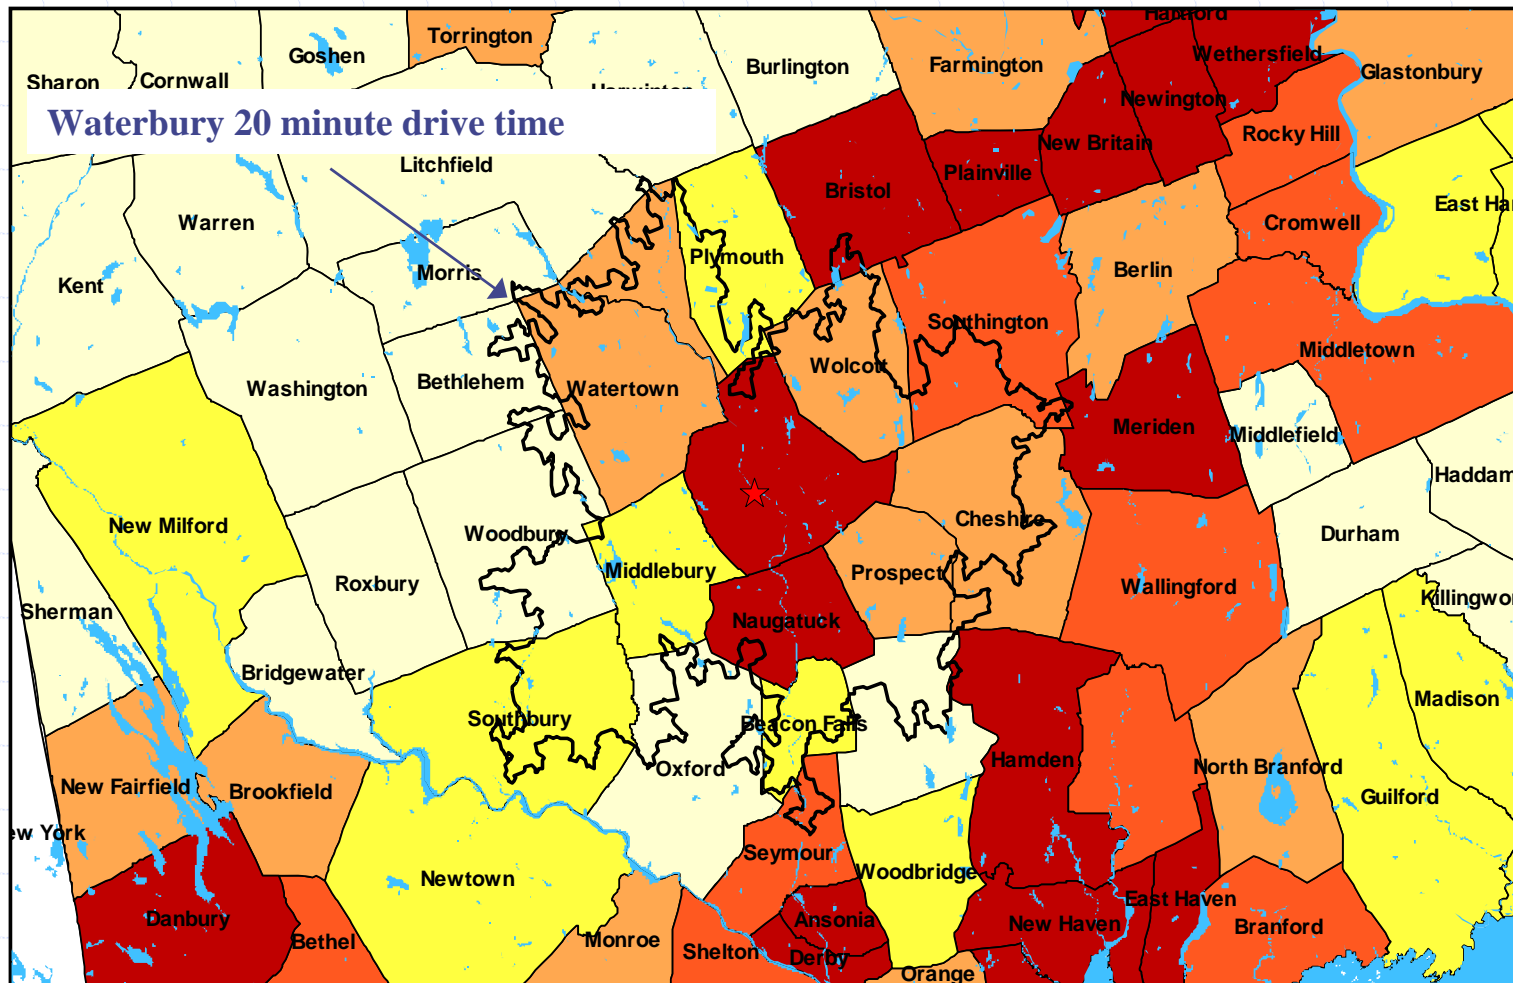 Hartford
Torrington
Goshen
Wethersfield
Burlington
Farmington
Glastonbury
Sharon
Cornwall
Harwinton
Newington
Waterbury 20 minute drive time
Rocky Hill
New Britain
Litchfield
Plainville
Bristol
East Ha
Warren
Cromwell
Plymouth
Morris
Berlin
Kent
Southington
Middletown
Wolcott
Bethlehem
Washington
Watertown
Meriden
Middlefield
Haddam
Cheshire
New Milford
Woodbury
Durham
Middlebury
Prospect
Roxbury
Wallingford
Killingwor
Sherman
Naugatuck
Bridgewater
Madison
Southbury
Beacon Falls
Hamden
North Branford
Oxford
New Fairfield
Brookfield
Guilford
ew York
Seymour
Woodbridge
Newtown
East Haven
Danbury
Ansonia
New Haven
Branford
Bethel
Monroe
Shelton
Derby
Orange